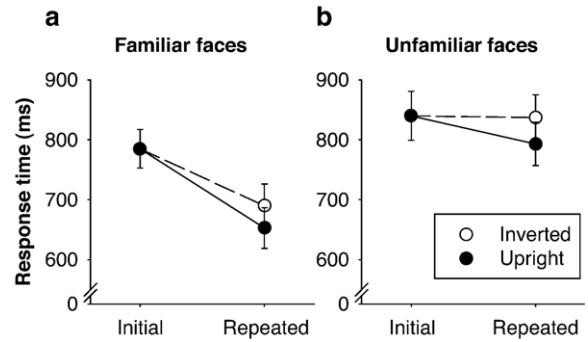 a
Familiar faces
Response time (ms)
900
800
700
600
0
Initial
Repeated
b
Unfamiliar faces
900
800
700
600
0
Inverted
Upright
Initial
Repeated